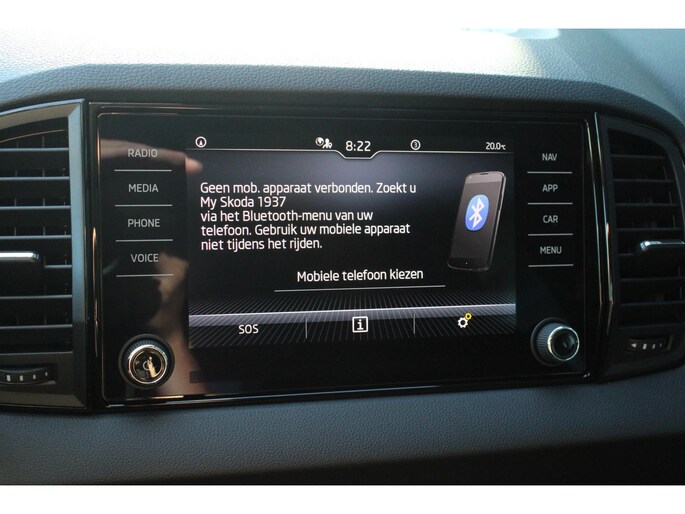 8:22
3
20.0°C
RADIO
MEDIA
PHONE
VOICE
Geen mob. apparaat verbonden. Zoekt u
My Skoda 1937
via het Bluetooth-menu van uw
telefoon. Gebruik uw mobiele apparaat
niet tijdens het rijden.
Mobiele telefoon kiezen
SOS
i
NAV
APP
CAR
MENU